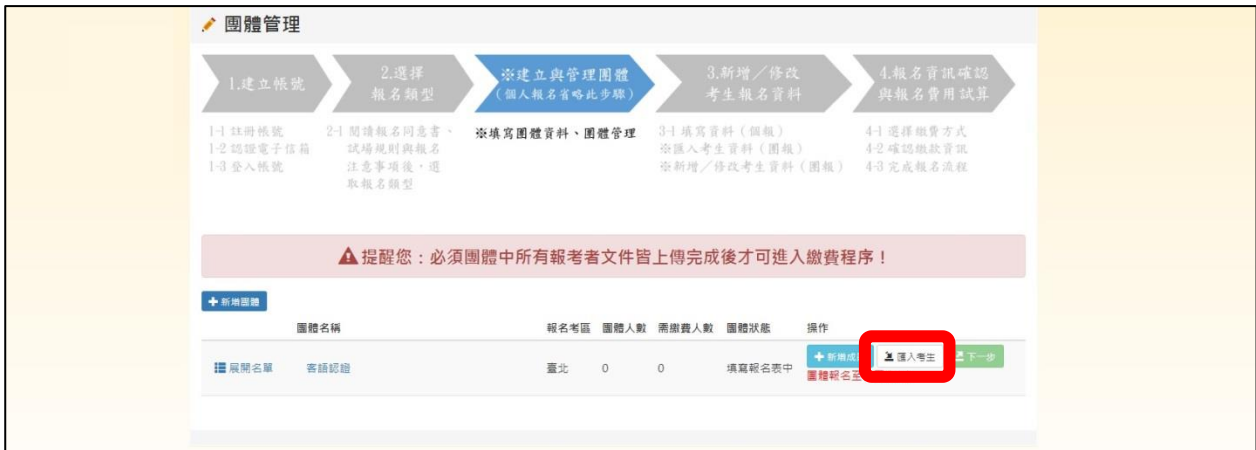 團體管理
1.建立帳號
2.選擇
報名類型
※建立與管理團體
(個人報名省略此步驟)
3.新增／修改
考生報名資料
4.報名資訊確認
與報名費用試算
1-1 註冊帳號
1-2 認證電子信箱
1-3 登入帳號
2-1 閱讀報名同意書、
試場規則與報名
注意事項後，選
取報名類型
※填寫團體資料、團體管理
3-1 填寫資料（個報）
※匯入考生資料（團報）
※新增／修改考生資料（團報）
4-1 選擇繳費方式
4-2 確認繳款資訊
4-3 完成報名流程
提醒您：必須團體中所有報考者文件皆上傳完成後才可進入繳費程序！
新增團體
團體名稱 報名考區 團體人數 需繳費人數 團體狀態 操作
展開名單 客語認證 臺北 0 0 填寫報名表中 新增成 匯入考生 下一步
團體報名至